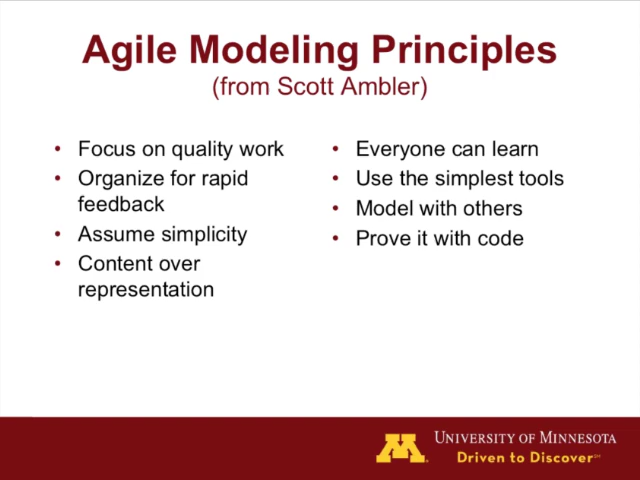 Agile Modeling Principles
(from Scott Ambler)
• Focus on quality work
• Organize for rapid
feedback
• Assume simplicity
• Content over
representation
• Everyone can learn
• Use the simplest tools
• Model with others
• Prove it with code
M
UNIVERSITY OF MINNESOTA
Driven to Discover℠